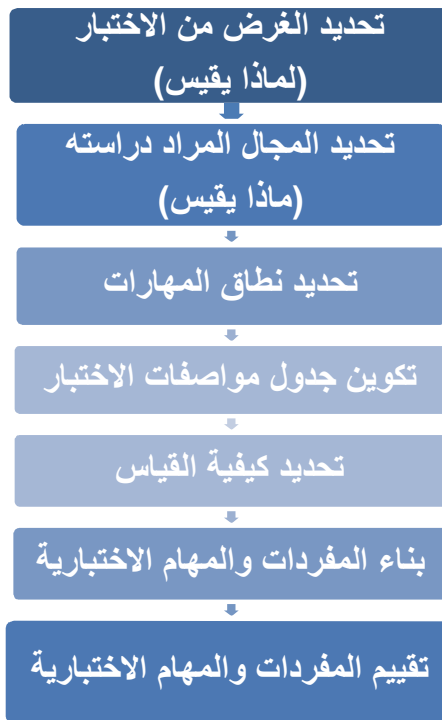 تحديد الغرض من الاختبار
(لماذا يقيس)
تحديد المجال المراد دراسته
(ماذا يقيس)
تحديد نطاق المهارات
تكوين جدول مواصفات الاختبار
تحديد كيفية القياس
بناء المفردات والمهام الاختبارية
تقييم المفردات والمهام الاختبارية